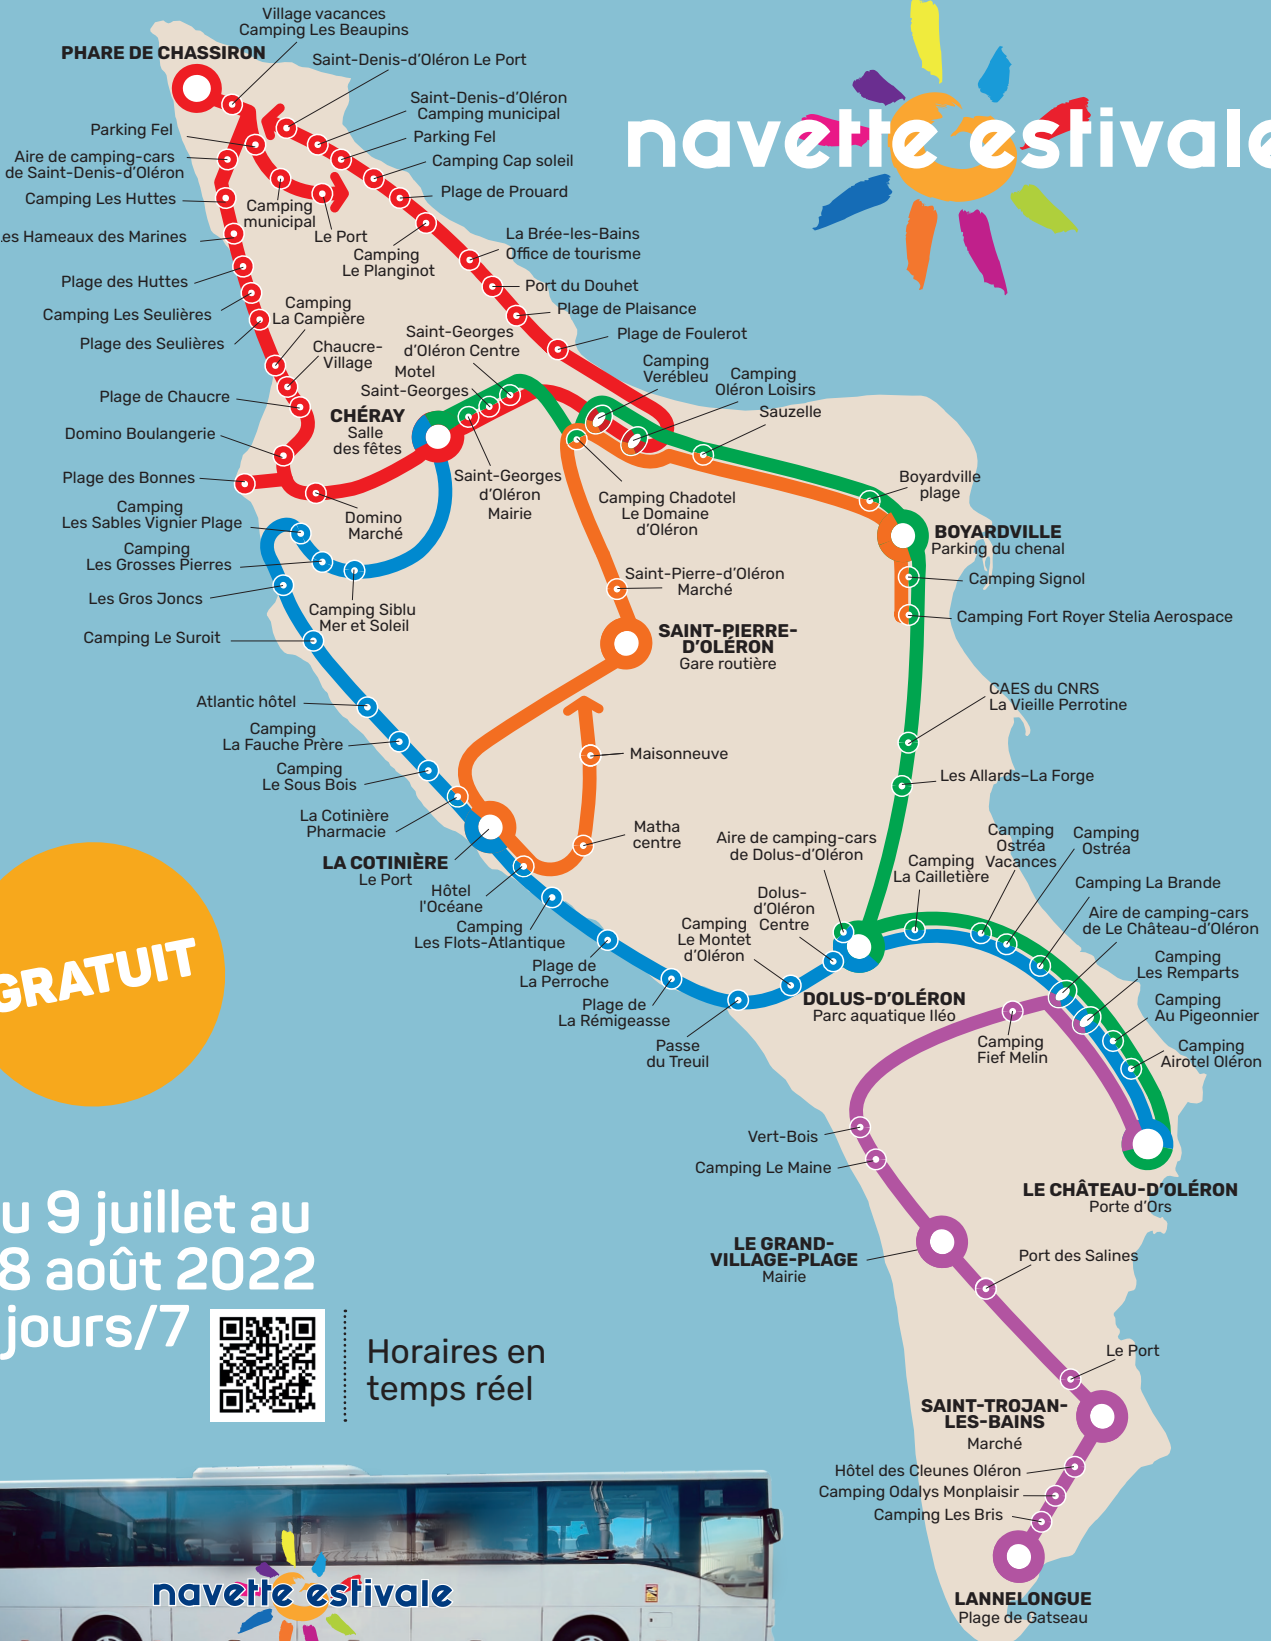 Village vacances
Camping Les Beaupins
PHARE DE CHASSIRON
Saint-Denis-d'Oléron Le Port
Saint-Denis-d'Oléron
Camping municipal
Parking Fel
Parking Fel
Aire de camping-cars
de Saint-Denis-d'Oléron
Camping Cap soleil
Camping Les Huttes
Plage de Prouard
Camping
municipal
Le Port
es Hameaux des Marines
Camping
Le Planginot
La Brée-les-Bains
Office de tourisme
Plage des Huttes
Port du Douhet
Camping Les Seulières
Camping
La Campière
Plage de Plaisance
Plage des Seulières
Saint-Georges
d'Oléron Centre
Plage de Foulerot
Chaucre-
Village
Motel
Saint-Georges
Camping
Verébleu
Camping
Oléron Loisirs
Plage de Chaucre
CHÉRAY
Salle
des fêtes
Sauzelle
Domino Boulangerie
Plage des Bonnes
Saint-Georges
d'Oléron
Mairie
Camping Chadotel
Le Domaine
d'Oléron
Boyardville
plage
Camping
Les Sables Vignier Plage
Domino
Marché
BOYARDVILLE
Parking du chenal
Camping
Les Grosses Pierres
Saint-Pierre-d'Oléron
Marché
Camping Signol
Les Gros Joncs
Camping Siblu
Mer et Soleil
Camping Fort Royer Stelia Aerospace
Camping Le Suroit
SAINT-PIERRE-
D'OLÉRON
Gare routière
Atlantic hôtel
CAES du CNRS
La Vieille Perrotine
Camping
La Fauche Prère
Maisonneuve
Camping
Le Sous Bois
Les Allards–La Forge
La Cotinière
Pharmacie
Matha
centre
Aire de camping-cars
de Dolus-d'Oléron
Camping
Ostréa
Vacances
Camping
Ostréa
LA COTINIÈRE
Le Port
Camping
La Cailletière
Hôtel
l'Océane
Dolus-
d'Oléron
Centre
Camping La Brande
Camping
Les Flots-Atlantique
Camping
Le Montet
d'Oléron
Aire de camping-cars
de Le Château-d'Oléron
Plage de
La Perroche
Camping
Les Remparts
Plage de
La Rémigeasse
DOLUS-D'OLÉRON
Parc aquatique Iléo
Camping
Au Pigeonnier
Passe
du Treuil
Camping
Fief Melin
Camping
Airotel Oléron
Vert-Bois
Camping Le Maine
LE CHÂTEAU-D'OLÉRON
Porte d'Ors
LE GRAND-
VILLAGE-PLAGE
Mairie
Port des Salines
Le Port
SAINT-TROJAN-
LES-BAINS
Marché
Hôtel des Cleunes Oléron
Camping Odalys Monplaisir
Camping Les Bris
LANNELONGUE
Plage de Gatseau
navette estivale
GRATUIT
u 9 juillet au
8 août 2022
jours/7
Horaires en
temps réel
navette estivale